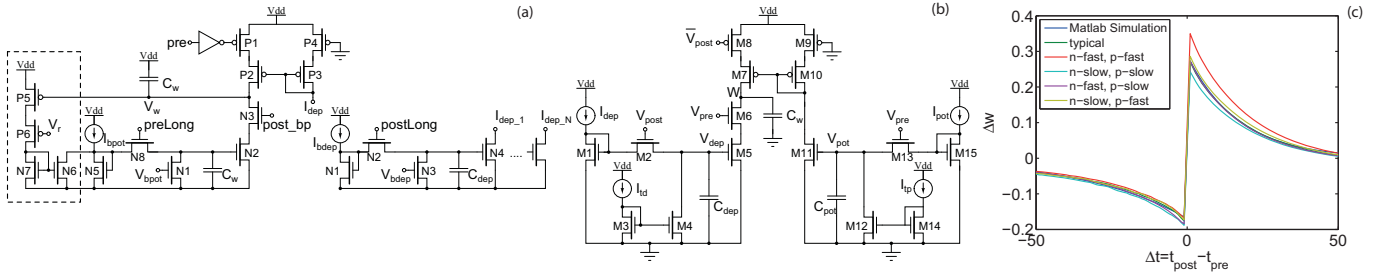 (a)
Vdd
pre
P1
P4
P2
P3
Idep
Vdd
Cw
Vw
Vdd
P5
P6
Vr
Vdd
Ibpot
preLong
N8
N7
N6
N5
Vbpot
N1
Cw
N2
N3
post_bp
Vdd
Ibdep
postLong
N1
N2
Vbdep
N3
Cdep
Idep_1
Idep_N
N4
....
(b)
Vdd
Vpost
M8
M9
M7
M10
W
Cw
Vpre
M6
Vdd
Idep
M1
Vpost
M2
Vdep
M5
Vdd
Itd
M3
M4
Cdep
M11
Vpot
Cpot
Vpre
M13
Vdd
Ipot
M15
Vdd
Itp
M12
M14
(c)
ΔW
0.4
0.3
0.2
0.1
0
−0.1
−0.2
−50
0
50
Δt=tpost−tpre
Matlab Simulation
typical
n-fast, p-fast
n-slow, p-slow
n-fast, p-slow
n-slow, p-fast